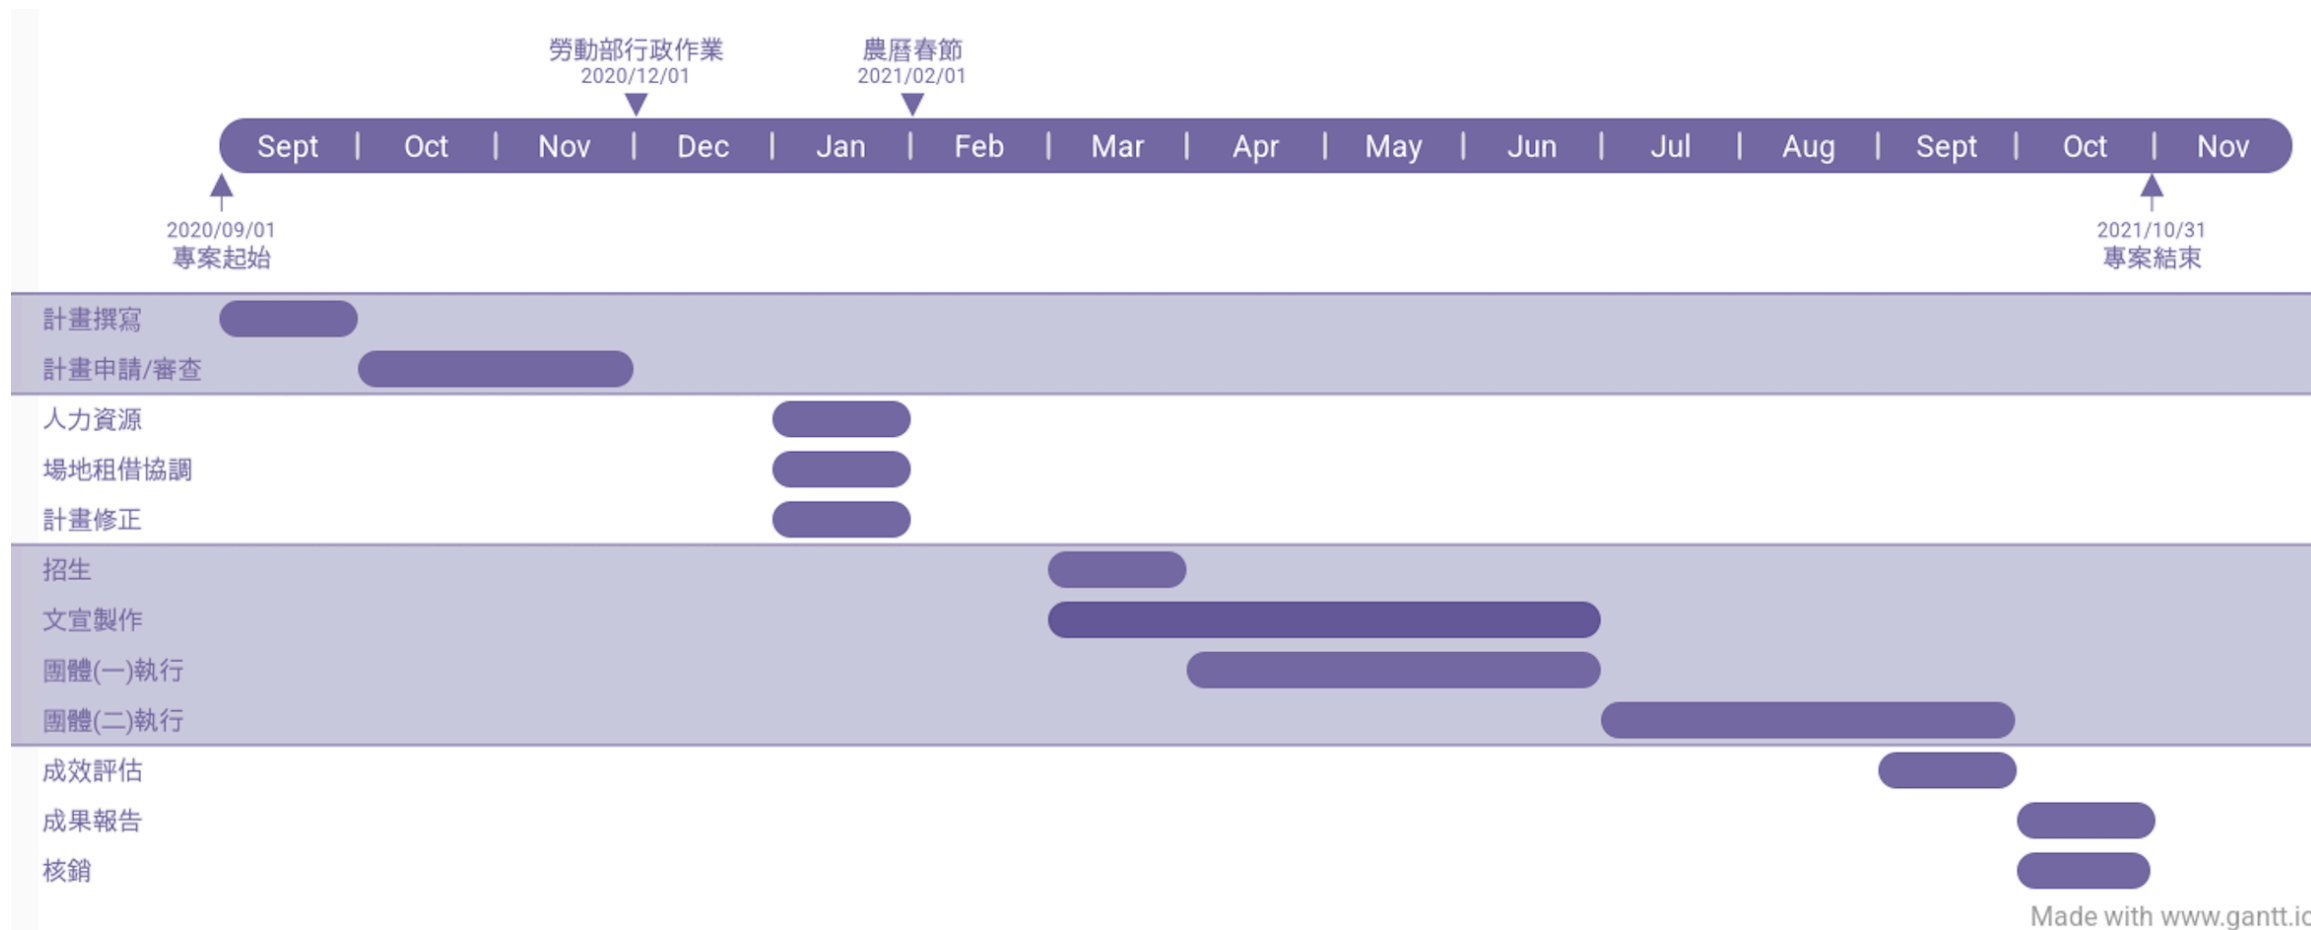 勞動部行政作業
2020/12/01
農曆春節
2021/02/01
Sept | Oct | Nov | Dec | Jan | Feb | Mar | Apr | May | Jun | Jul | Aug | Sept | Oct | Nov
2020/09/01
專案起始
2021/10/31
專案結束
計畫撰寫
計畫申請/審查
人力資源
場地租借協調
計畫修正
招生
文宣製作
團體(一)執行
團體(二)執行
成效評估
成果報告
核銷
Made with www.gantt.io